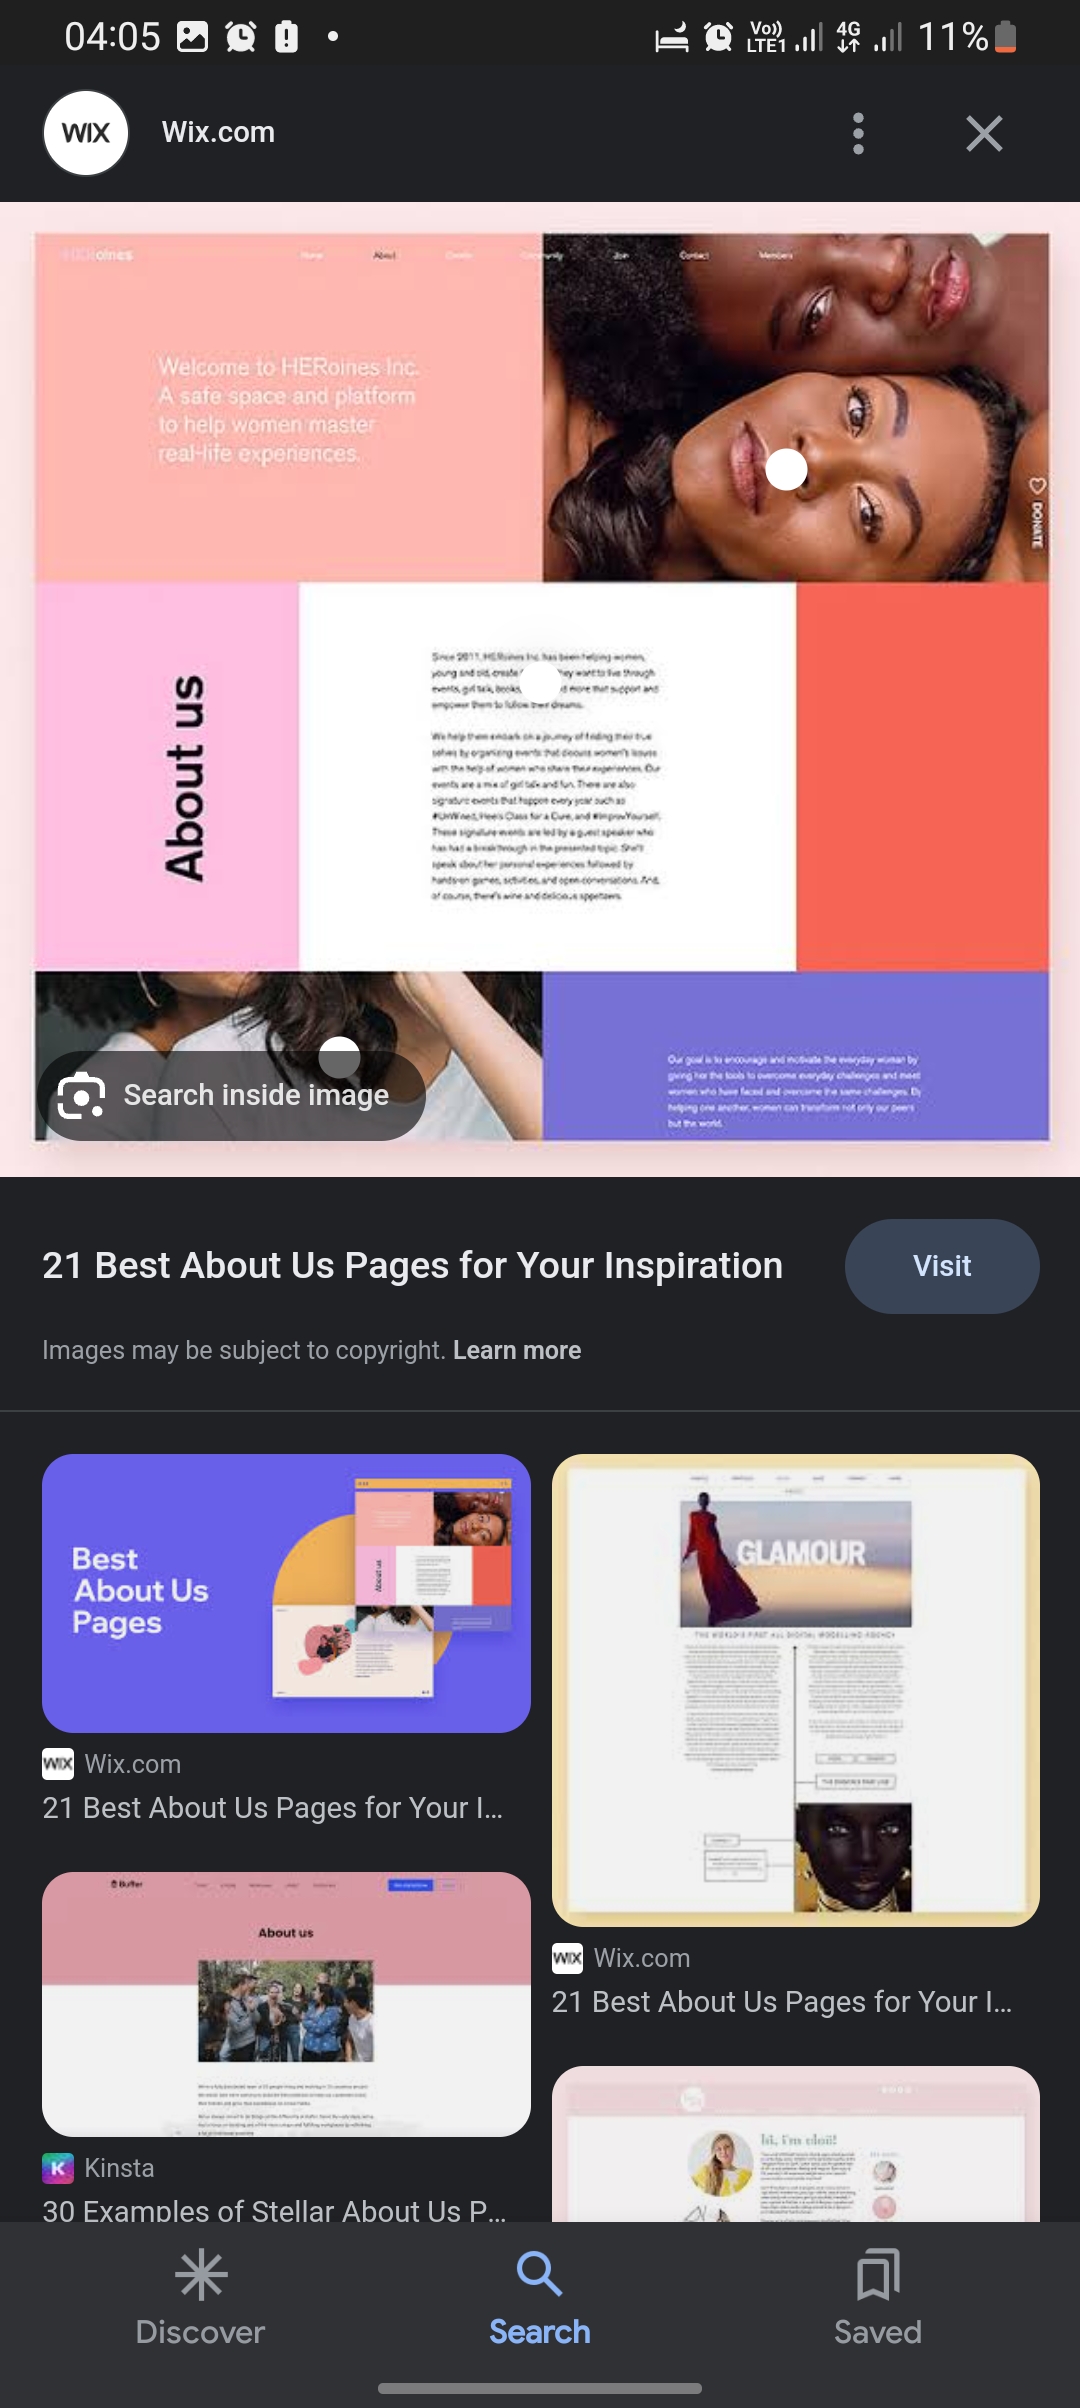 04:05
Vo))
LTE1
4G
11%
WIX
Wix.com
HERoines
Home
About
Events
Community
Join
Contact
Members
Welcome to HERoines Inc.
A safe space and platform
to help women master
real-life experiences.
DONATE
About us
Since 2011, HERoines Inc. has been helping women,
young and old, create they want to live through
events, girl talk, books, d more that support and
empower them to follow their dreams.
We help them embark on a journey of finding their true
selves by organizing events that discuss women's issues
with the help of women who share their experiences. Our
events are a mix of girl talk and fun. There are also
signature events that happen every year such as
#UnWined, Heels Class for a Cure, and #ImprovYourself.
These signature events are led by a guest speaker who
has had a breakthrough in the presented topic. She'll
speak about her personal experiences followed by
hands-on games, activities, and open conversations. And,
of course, there's wine and delicious appetizers.
Our goal is to encourage and motivate the everyday woman by
giving her the tools to overcome everyday challenges and meet
women who have faced and overcome the same challenges. By
helping one another, women can transform not only our peers
but the world.
Search inside image
21 Best About Us Pages for Your Inspiration
Visit
Images may be subject to copyright. Learn more
Best
About Us
Pages
About us
WIX Wix.com
21 Best About Us Pages for Your I...
GLAMOUR
THE WORLD'S FIRST ALL DIGITAL MODELLING AGENCY
WIX Wix.com
21 Best About Us Pages for Your I...
Buffer
About us
K Kinsta
30 Examples of Stellar About Us P...
Hi, i'm cloii!
Discover
Search
Saved